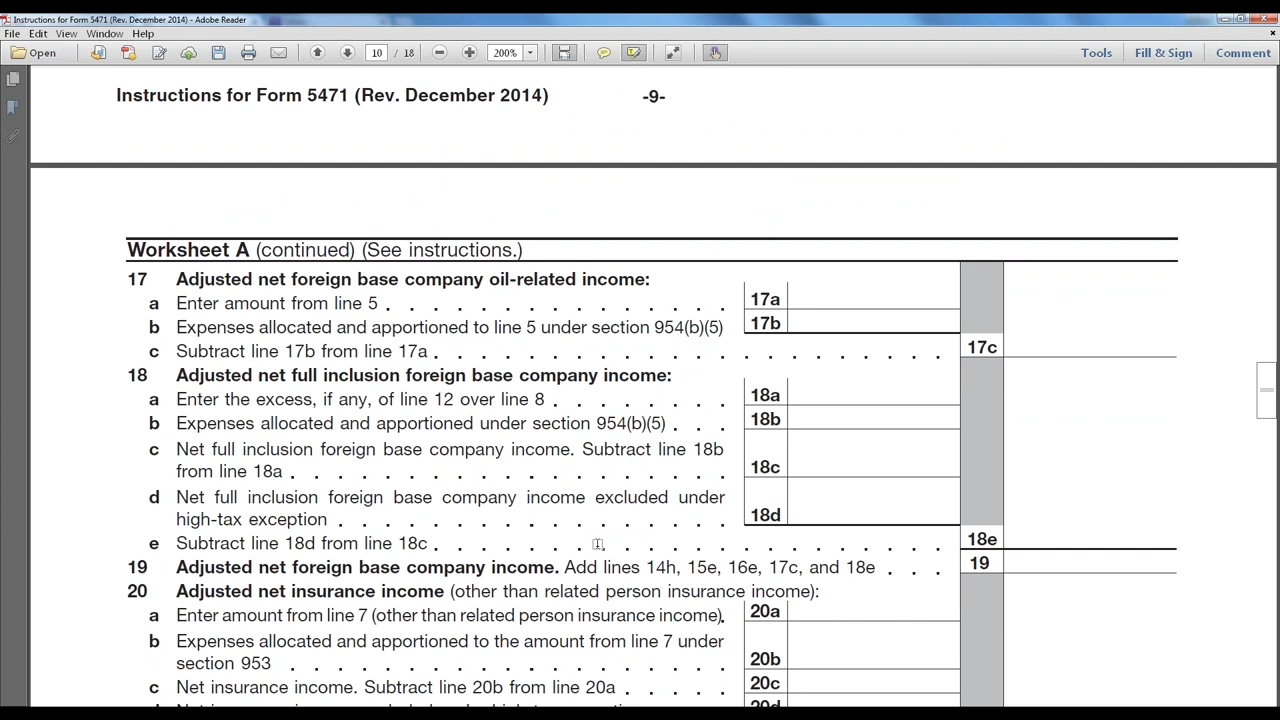 Instructions for Form 5471 (Rev. December 2014) - Adobe Reader
File Edit View Window Help
Open 10 / 18 200% Tools Fill & Sign Comment
Instructions for Form 5471 (Rev. December 2014) -9-
Worksheet A (continued) (See instructions.)
17 Adjusted net foreign base company oil-related income:
a Enter amount from line 5 . . . . . . . . . . . . . . . 17a
b Expenses allocated and apportioned to line 5 under section 954(b)(5) 17b
c Subtract line 17b from line 17a . . . . . . . . . . . . . . . . . . . . . . 17c
18 Adjusted net full inclusion foreign base company income:
a Enter the excess, if any, of line 12 over line 8 . . . . . . . . 18a
b Expenses allocated and apportioned under section 954(b)(5) . . . 18b
c Net full inclusion foreign base company income. Subtract line 18b
from line 18a . . . . . . . . . . . . . . . . . . . 18c
d Net full inclusion foreign base company income excluded under
high-tax exception . . . . . . . . . . . . . . . . . 18d
e Subtract line 18d from line 18c . . . . . . . . . . . . . . . . . . . . . . 18e
19 Adjusted net foreign base company income. Add lines 14h, 15e, 16e, 17c, and 18e . . . 19
20 Adjusted net insurance income (other than related person insurance income):
a Enter amount from line 7 (other than related person insurance income). 20a
b Expenses allocated and apportioned to the amount from line 7 under
section 953 . . . . . . . . . . . . . . . . . . . 20b
c Net insurance income. Subtract line 20b from line 20a . . . . . 20c
20d